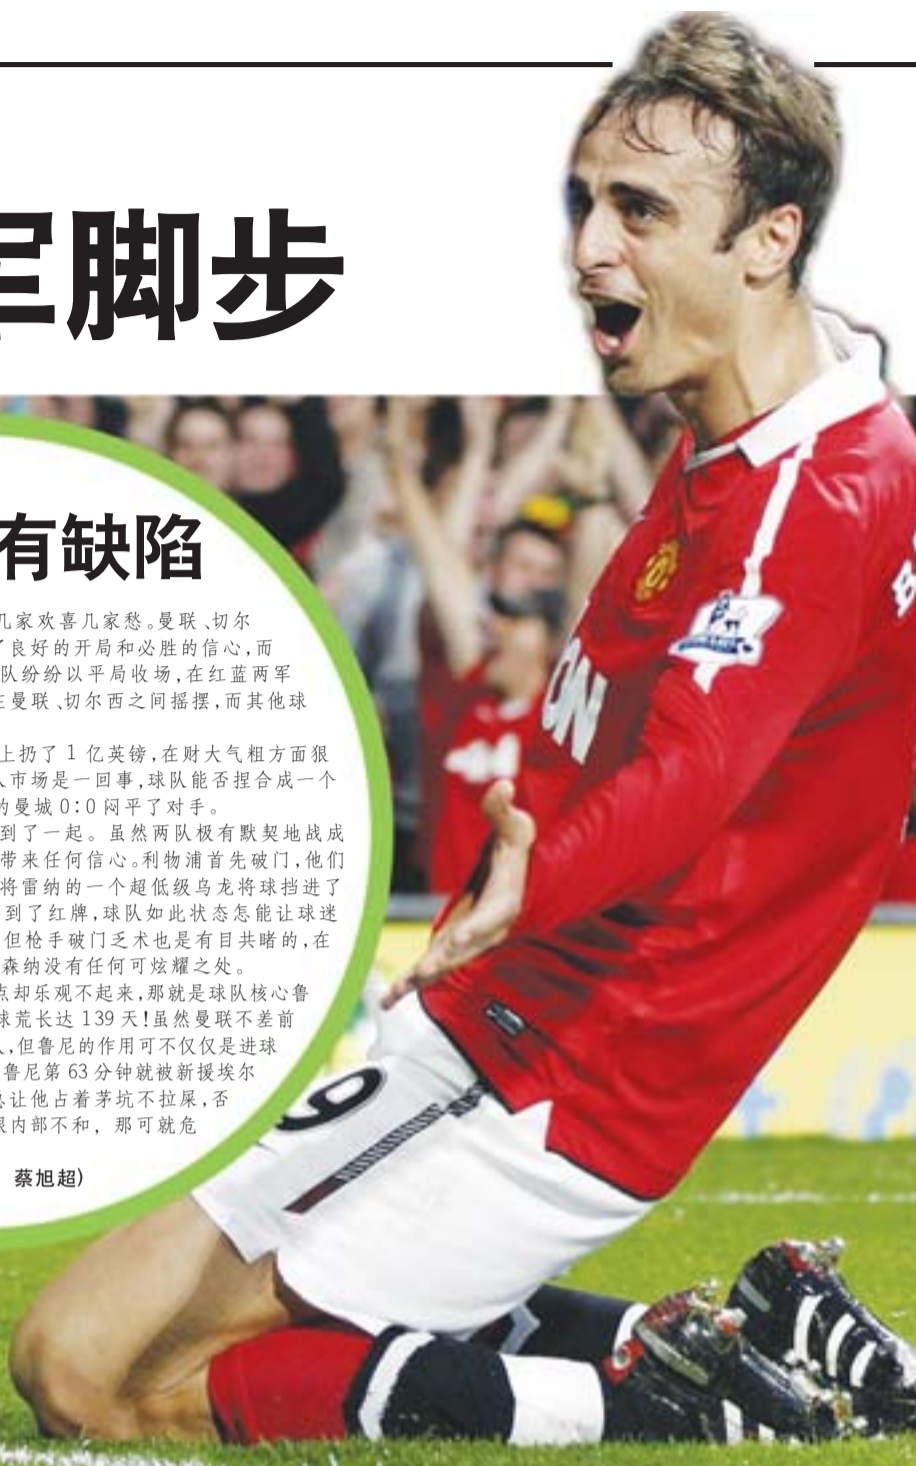 军脚步
有缺陷
几家欢喜几家愁。曼联、切尔
了良好的开局和必胜的信心,而
队纷纷以平局收场,在红蓝两军
在曼联、切尔西之间摇摆,而其他球
上扔了1亿英镑,在财大气粗方面狠
入市场是一回事,球队能否捏合成一个
的曼城0:0闷平了对手。
到了一起。虽然两队极有默契地战成
带来任何信心。利物浦首先破门,他们
将雷纳的一个超低级乌龙将球挡进了
到了红牌,球队如此状态怎能让球迷
但枪手破门乏术也是有目共睹的,在
森纳没有任何可炫耀之处。
点却乐观不起来,那就是球队核心鲁
球荒长达139天!虽然曼联不差前
人,但鲁尼的作用可不仅仅是进球
鲁尼第63分钟就被新援埃尔
让他占着茅坑不拉屎,否
内部不和,那可就危
蔡旭超)
ON
B
9